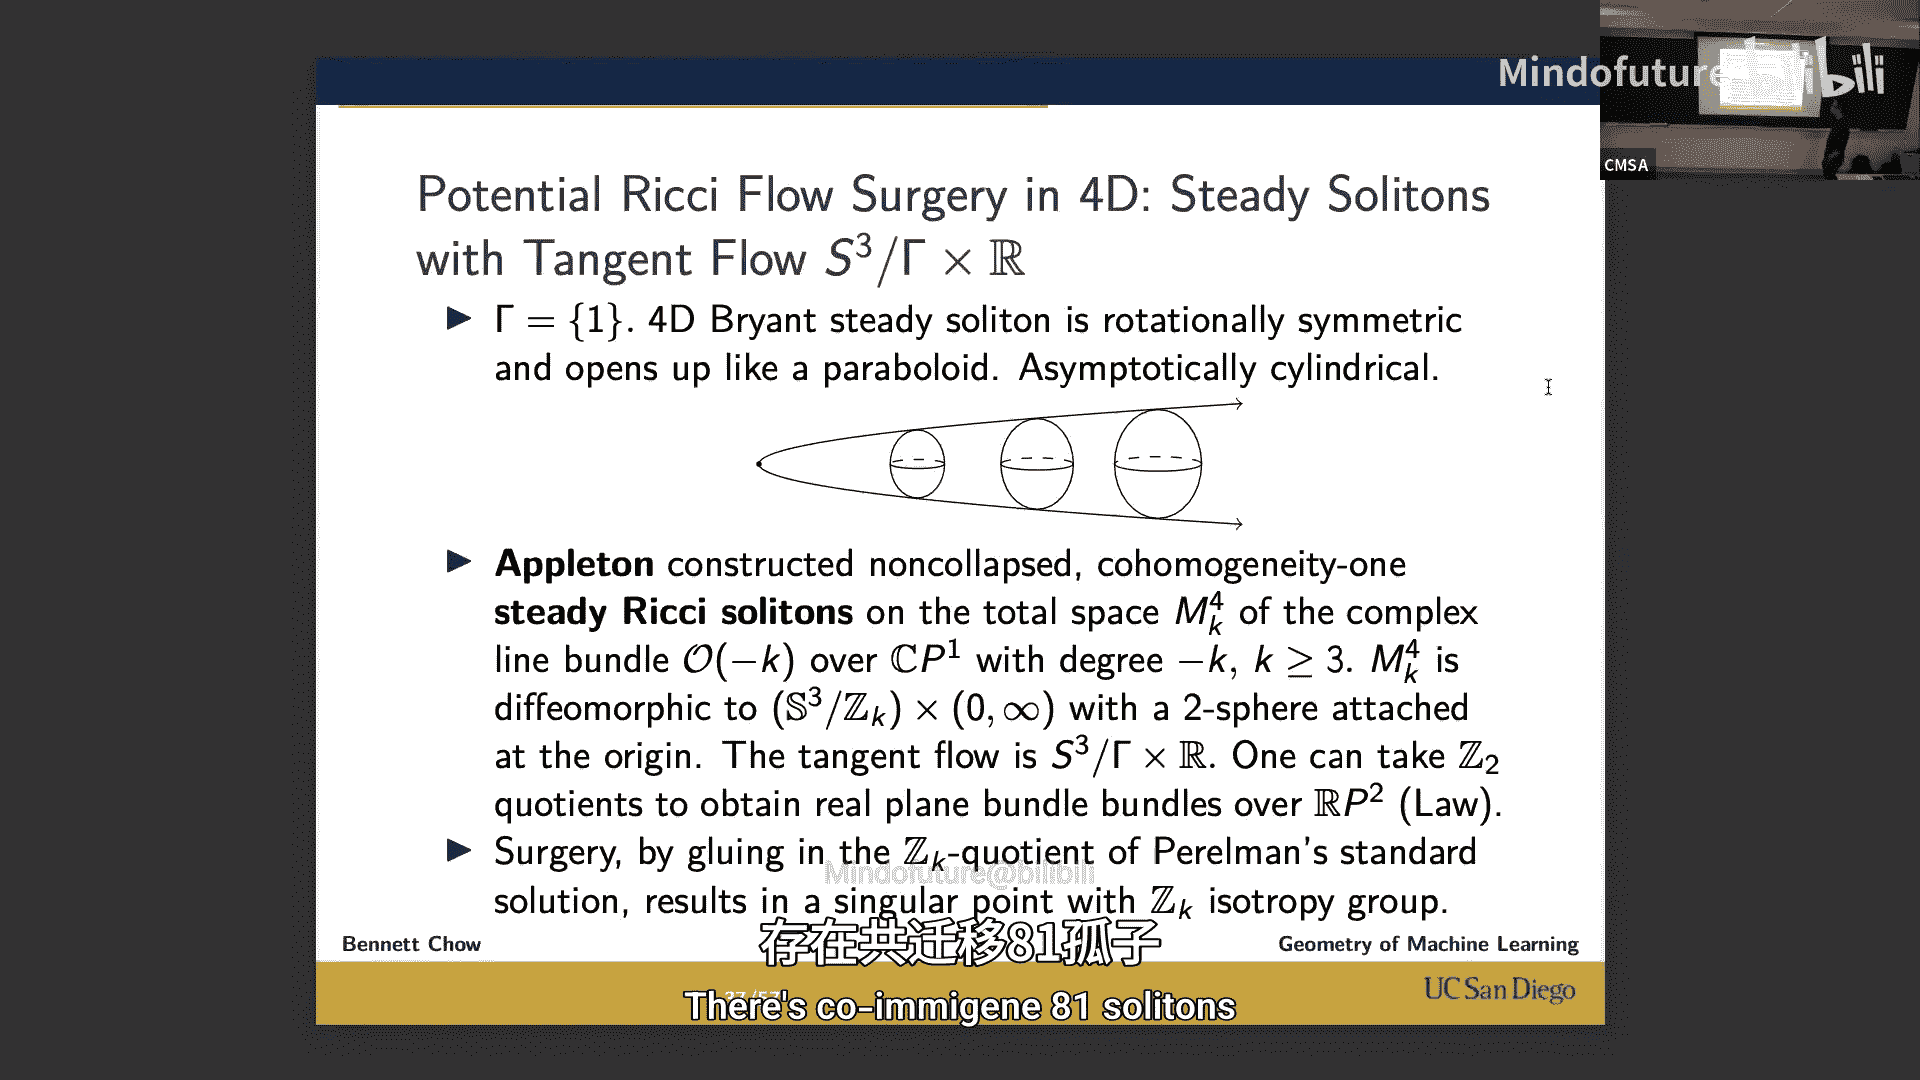 Mindofuture bilibili
CMSA
Potential Ricci Flow Surgery in 4D: Steady Solitons
with Tangent Flow S³/Γ × ℝ
▶ Γ = {1}. 4D Bryant steady soliton is rotationally symmetric
and opens up like a paraboloid. Asymptotically cylindrical.
▶ Appleton constructed noncollapsed, cohomogeneity-one
steady Ricci solitons on the total space M⁴ₖ of the complex
line bundle 𝒪(−k) over ℂP¹ with degree −k, k ≥ 3. M⁴ₖ is
diffeomorphic to (𝕊³/ℤₖ) × (0, ∞) with a 2-sphere attached
at the origin. The tangent flow is S³/Γ × ℝ. One can take ℤ₂
quotients to obtain real plane bundle bundles over ℝP² (Law).
▶ Surgery, by gluing in the ℤₖ-quotient of Perelman's standard
Mindofuture@bilibili
solution, results in a singular point with ℤₖ isotropy group.
Bennett Chow
Geometry of Machine Learning
存在共迁移81孤子
37/57
UC San Diego
There's co-immigene 81 solitons